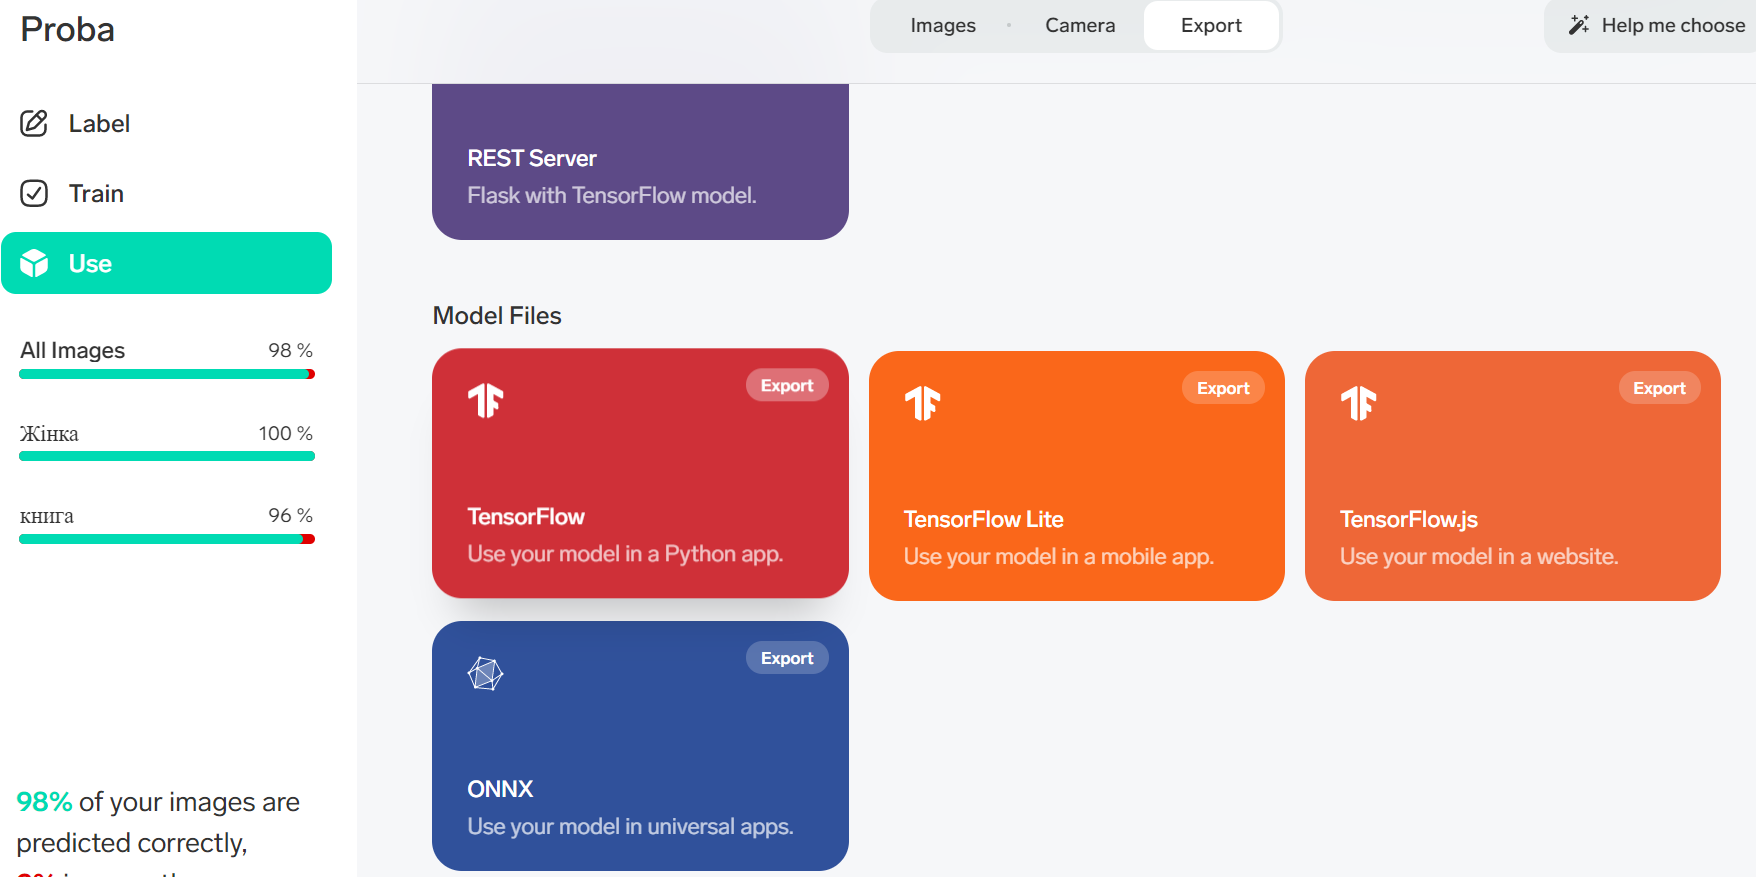 Proba
Images
Camera
Export
Help me choose
Label
Train
Use
All Images 98 %
Жінка 100 %
книга 96 %
98% of your images are
predicted correctly,
REST Server
Flask with TensorFlow model.
Model Files
Export
TensorFlow
Use your model in a Python app.
Export
TensorFlow Lite
Use your model in a mobile app.
Export
TensorFlow.js
Use your model in a website.
Export
ONNX
Use your model in universal apps.